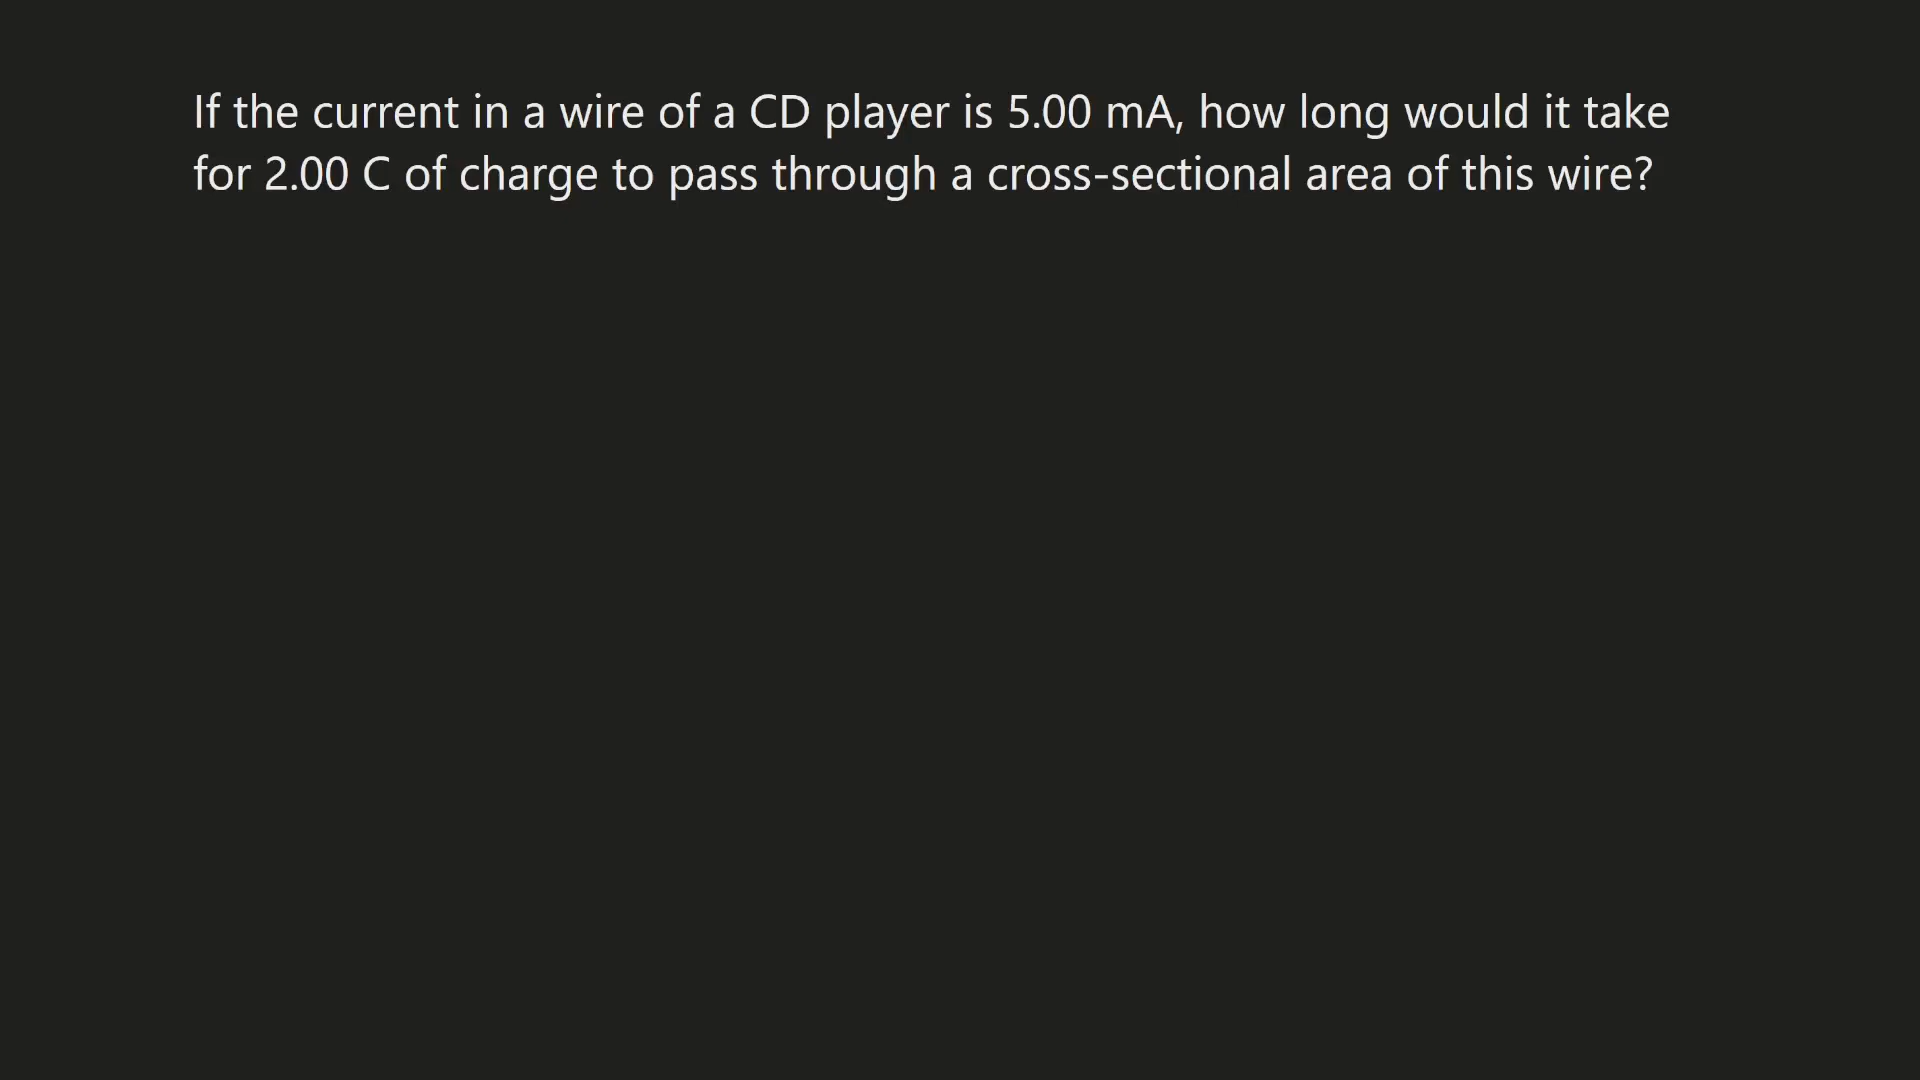 If the current in a wire of a CD player is 5.00 mA, how long would it take
for 2.00 C of charge to pass through a cross-sectional area of this wire?